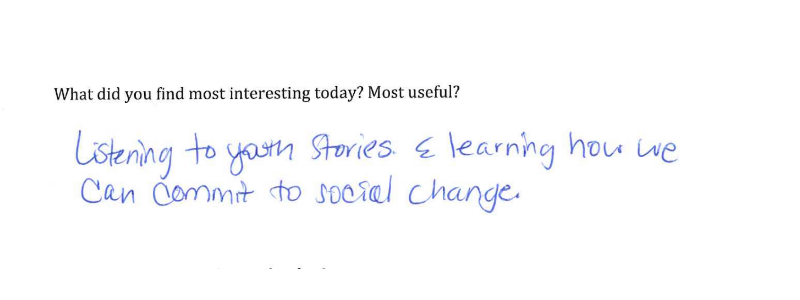 What did you find most interesting today? Most useful?
Listening to youth stories. & learning how we
can commit to social change.